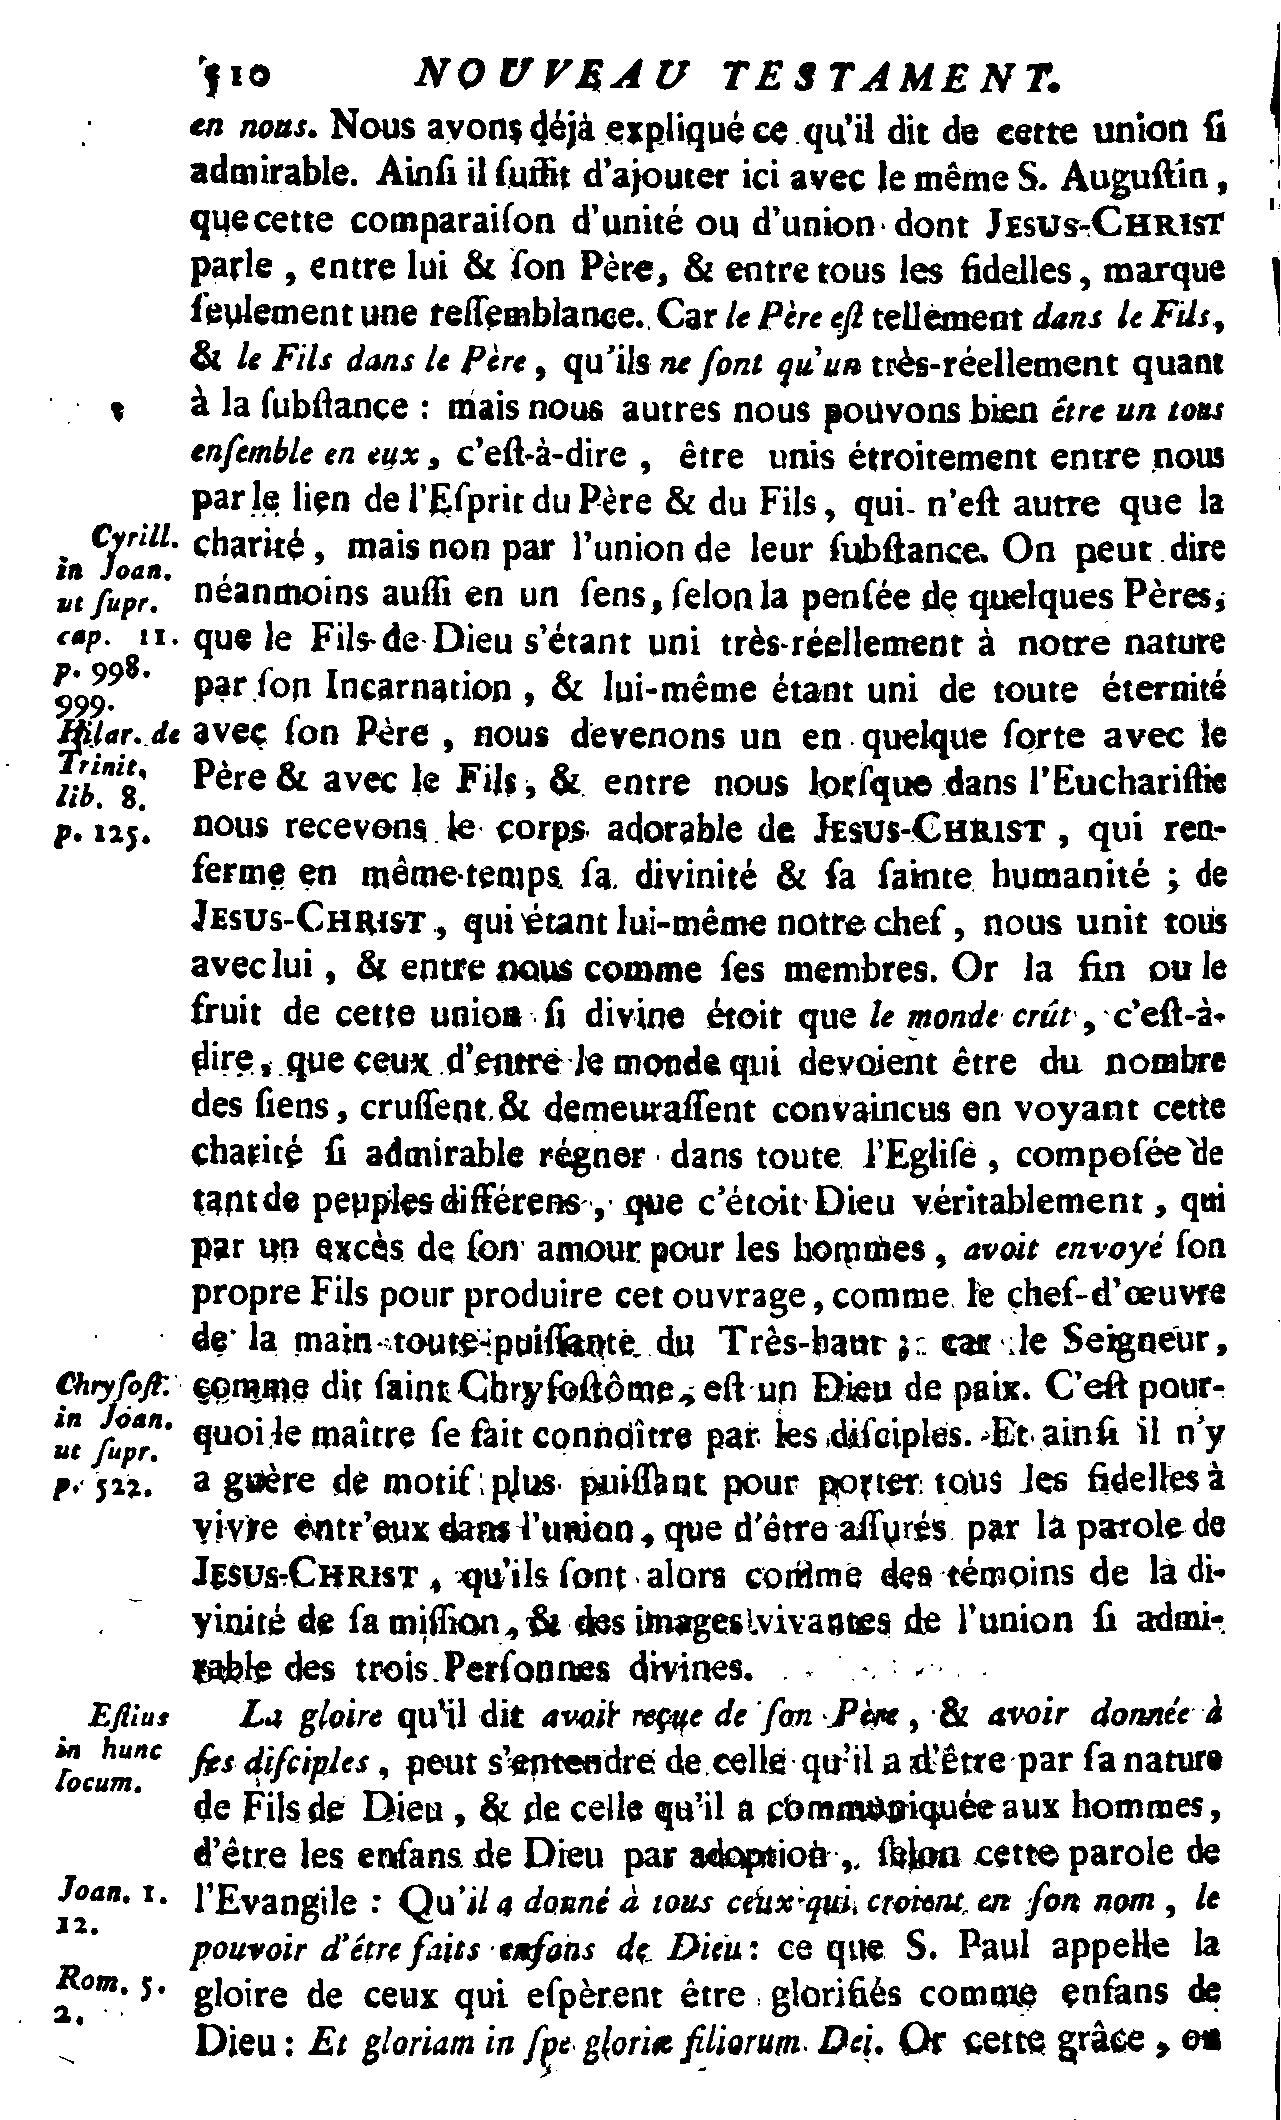 510 NOUVEAU TESTAMENT.
en nous. Nous avons déjà expliqué ce qu'il dit de cette union ſi
admirable. Ainſi il ſuffit d'ajouter ici avec le même S. Auguſtin,
que cette comparaiſon d'unité ou d'union dont JESUS-CHRIST
parle, entre lui & ſon Père, & entre tous les fidelles, marque
ſeulement une reſſemblance. Car le Père eſt tellement dans le Fils,
& le Fils dans le Père, qu'ils ne ſont qu'un très-réellement quant
à la ſubſtance : mais nous autres nous pouvons bien être un tous
enſemble en eux, c'eſt-à-dire, être unis étroitement entre nous
par le lien de l'Eſprit du Père & du Fils, qui n'eſt autre que la
charité, mais non par l'union de leur ſubſtance. On peut dire
néanmoins auſſi en un ſens, ſelon la penſée de quelques Pères,
que le Fils de Dieu s'étant uni très-réellement à notre nature
par ſon Incarnation, & lui-même étant uni de toute éternité
avec ſon Père, nous devenons un en quelque ſorte avec le
Père & avec le Fils, & entre nous lorſque dans l'Euchariſtie
nous recevons le corps adorable de JESUS-CHRIST, qui ren-
ferme en même-temps ſa divinité & ſa ſainte humanité ; de
JESUS-CHRIST, qui étant lui-même notre chef, nous unit tous
avec lui, & entre nous comme ſes membres. Or la fin ou le
fruit de cette union ſi divine étoit que le monde crût, c'eſt-à-
dire, que ceux d'entre le monde qui devoient être du nombre
des ſiens, cruſſent & demeuraſſent convaincus en voyant cette
charité ſi admirable régner dans toute l'Egliſe, compoſée de
tant de peuples différens, que c'étoit Dieu véritablement, qui
par un excès de ſon amour pour les hommes, avoit envoyé ſon
propre Fils pour produire cet ouvrage, comme le chef-d'œuvre
de la main toute-puiſſante du Très-haut ; car le Seigneur,
comme dit ſaint Chryſoſtôme, eſt un Dieu de paix. C'eſt pour-
quoi le maître ſe fait connoître par les diſciples. Et ainſi il n'y
a guère de motif plus puiſſant pour porter tous les fidelles à
vivre entr'eux dans l'union, que d'être aſſurés par la parole de
JESUS-CHRIST, qu'ils ſont alors comme des témoins de la di-
vinité de ſa miſſion, & des images vivantes de l'union ſi admi-
rable des trois Perſonnes divines.
La gloire qu'il dit avoir reçue de ſon Père, & avoir donnée à
ſes diſciples, peut s'entendre de celle qu'il a d'être par ſa nature
de Fils de Dieu, & de celle qu'il a communiquée aux hommes,
d'être les enfans de Dieu par adoption, ſelon cette parole de
l'Evangile : Qu'il a donné à tous ceux qui croient en ſon nom, le
pouvoir d'être faits enfans de Dieu : ce que S. Paul appelle la
gloire de ceux qui eſpèrent être glorifiés comme enfans de
Dieu : Et gloriam in ſpe gloriæ filiorum Dei. Or cette grâce, ou
Cyrill.
in Joan.
ut ſupr.
cap. 11.
p. 998.
999.
Hilar. de
Trinit.
lib. 8.
p. 125.
Chryſoſt.
in Joan.
ut ſupr.
p. 522.
Eſtius
in hunc
locum.
Joan. 1.
12.
Rom. 5.
2.